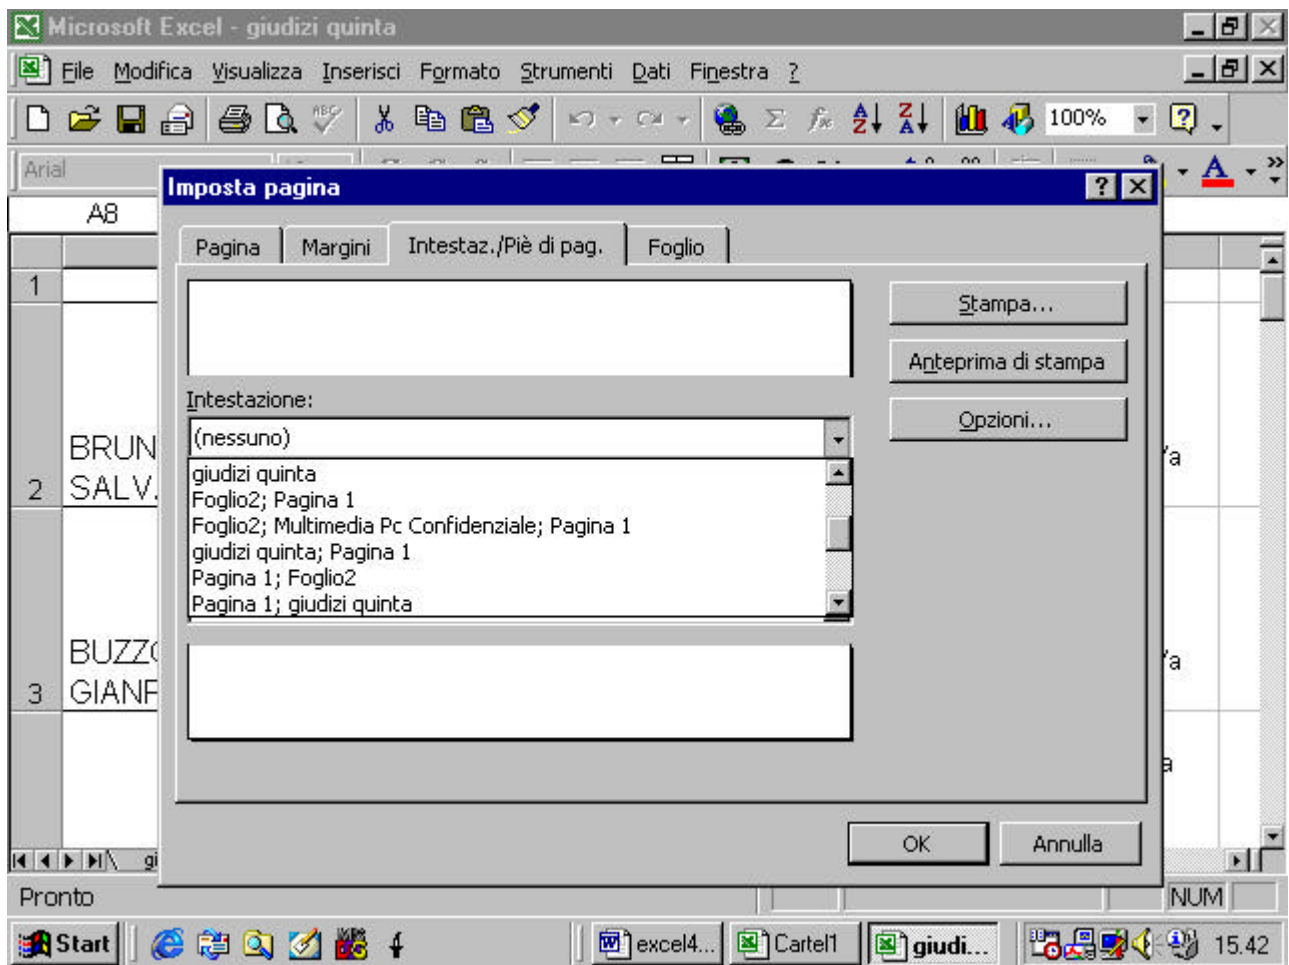 Microsoft Excel - giudizi quinta
File Modifica Visualizza Inserisci Formato Strumenti Dati Finestra ?
ABC
Σ fx A Z Z A 100% ?
Arial A
Imposta pagina ?
A8
Pagina Margini Intestaz./Piè di pag. Foglio
1
Stampa...
Anteprima di stampa
Intestazione:
Opzioni...
(nessuno)
BRUN
'a
giudizi quinta
2 SALV.
Foglio2; Pagina 1
Foglio2; Multimedia Pc Confidenziale; Pagina 1
giudizi quinta; Pagina 1
Pagina 1; Foglio2
Pagina 1; giudizi quinta
BUZZ
'a
3 GIANF
a
OK Annulla
gi
Pronto NUM
Start excel4... Cartel1 giudi... 15.42